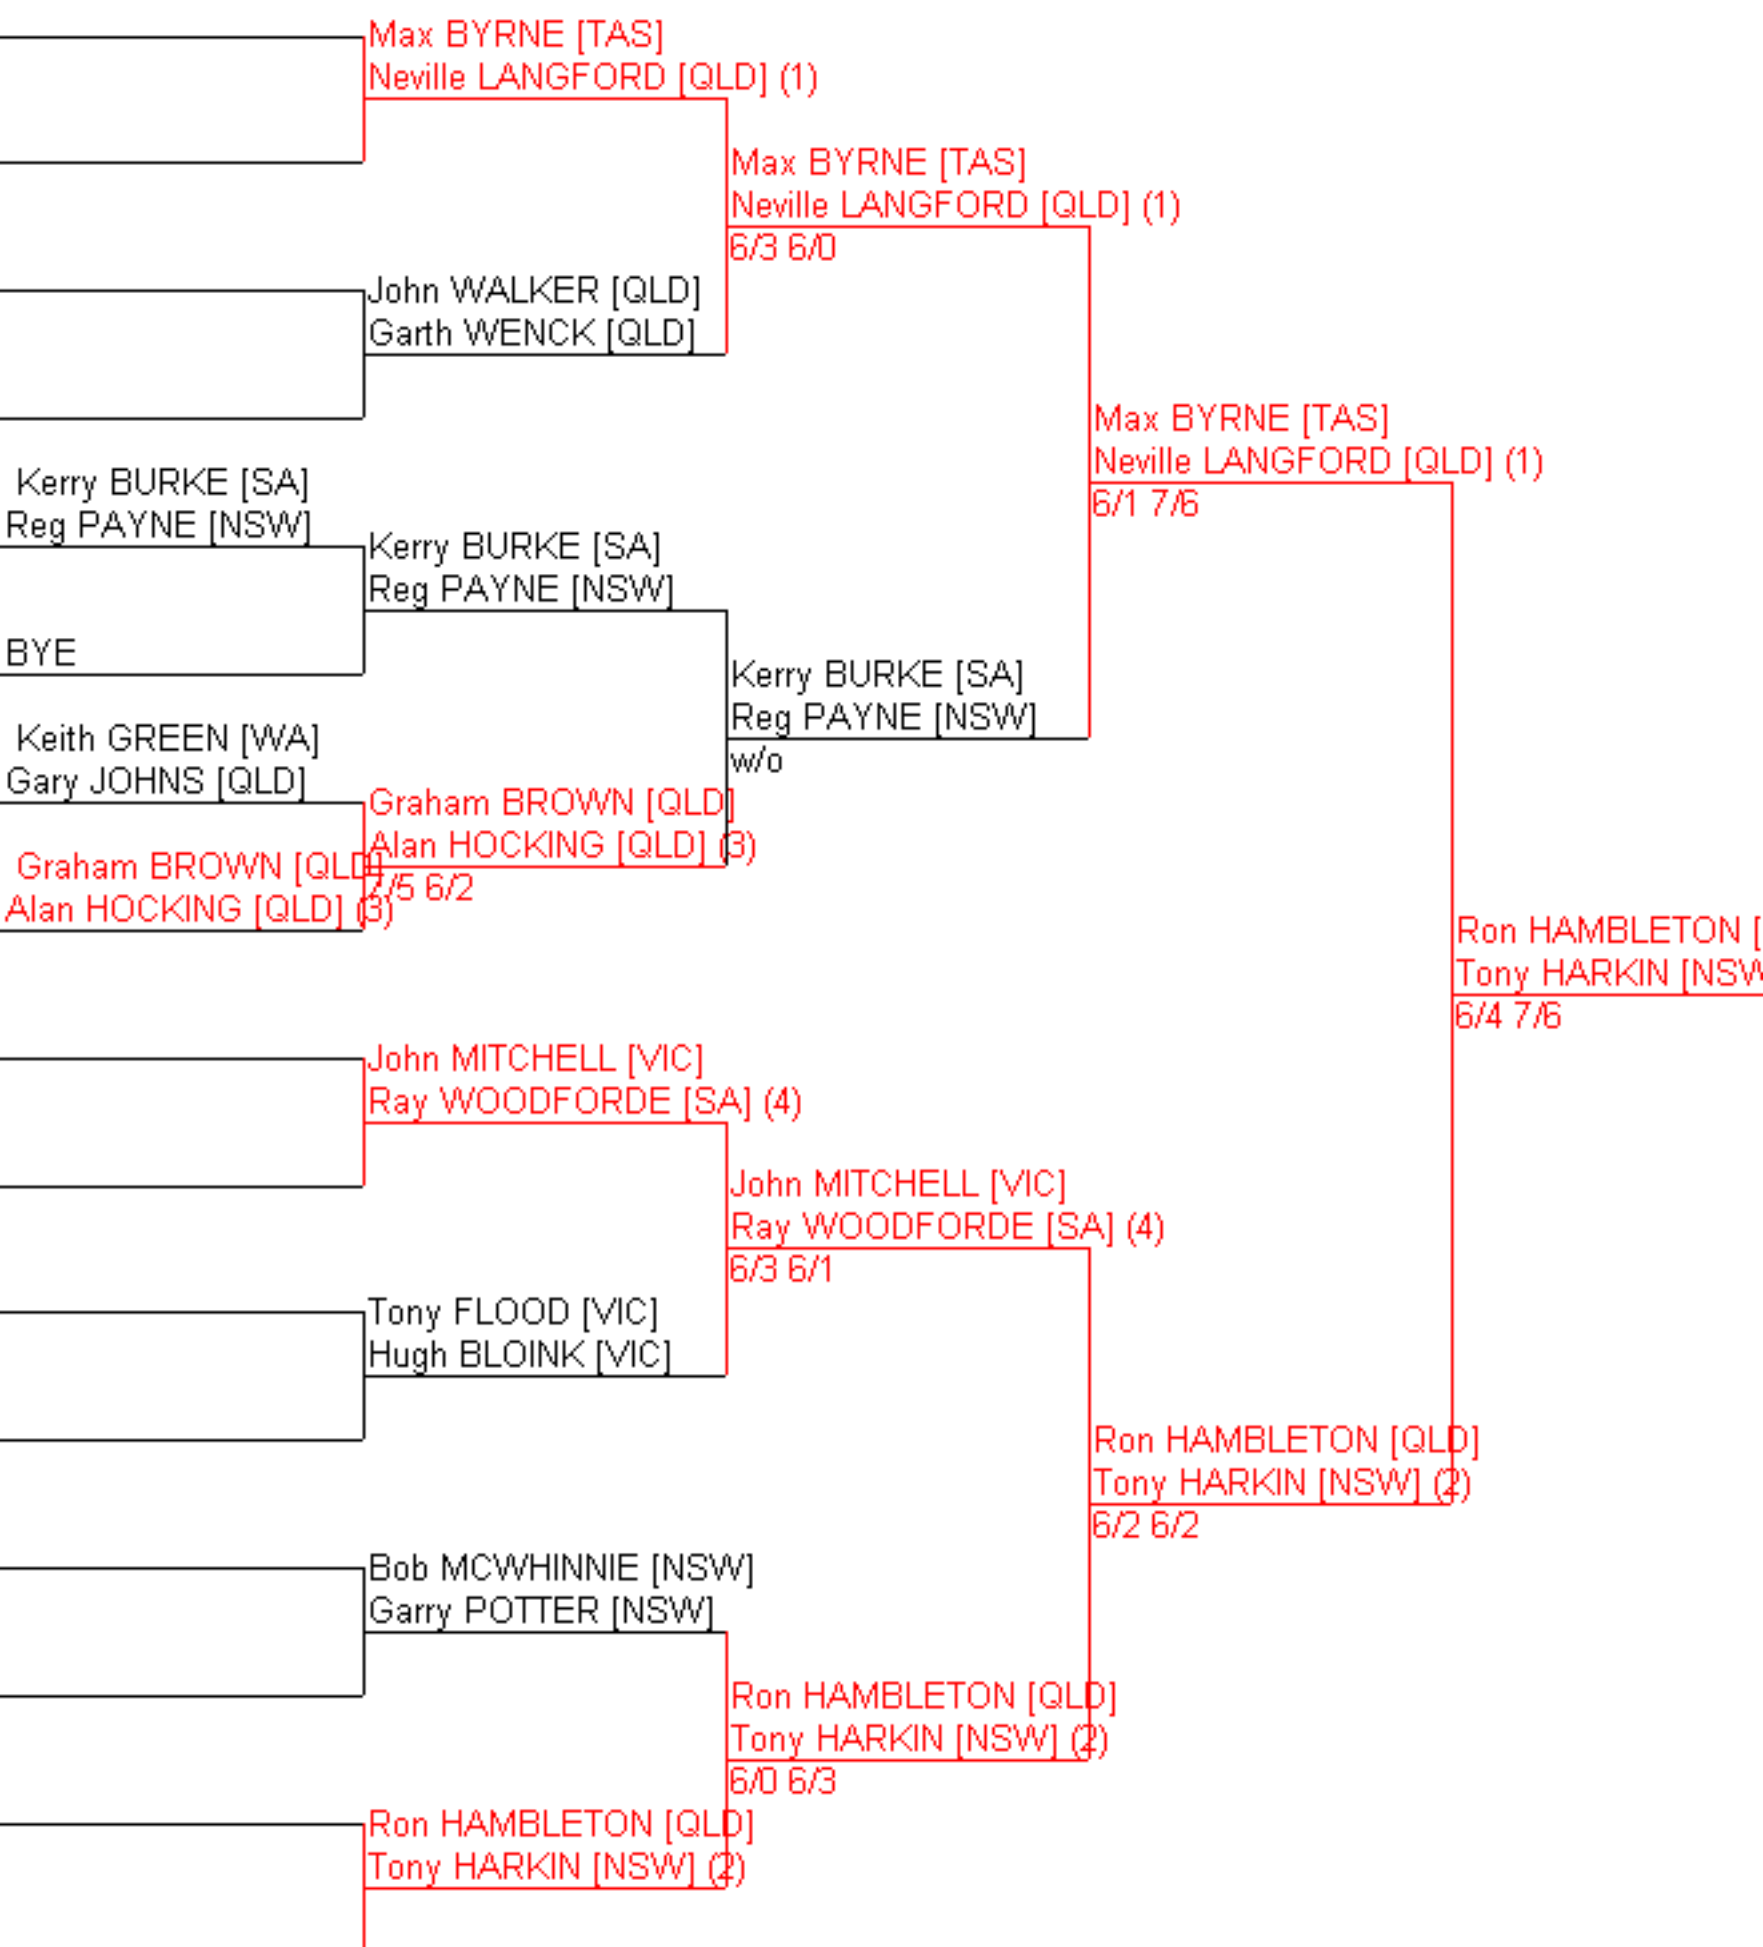 Max BYRNE [TAS]
Neville LANGFORD [QLD] (1)
Max BYRNE [TAS]
Neville LANGFORD [QLD] (1)
6/3 6/0
John WALKER [QLD]
Garth WENCK [QLD]
Max BYRNE [TAS]
Neville LANGFORD [QLD] (1)
6/1 7/6
Kerry BURKE [SA]
Reg PAYNE [NSW]
Kerry BURKE [SA]
Reg PAYNE [NSW]
BYE
Kerry BURKE [SA]
Reg PAYNE [NSW]
w/o
Keith GREEN [WA]
Gary JOHNS [QLD]
Graham BROWN [QLD]
Alan HOCKING [QLD] (3)
7/5 6/2
Graham BROWN [QLD]
Alan HOCKING [QLD] (3)
Ron HAMBLETON [
Tony HARKIN [NSW
6/4 7/6
John MITCHELL [VIC]
Ray WOODFORDE [SA] (4)
John MITCHELL [VIC]
Ray WOODFORDE [SA] (4)
6/3 6/1
Tony FLOOD [VIC]
Hugh BLOINK [VIC]
Ron HAMBLETON [QLD]
Tony HARKIN [NSW] (2)
6/2 6/2
Bob MCWHINNIE [NSW]
Garry POTTER [NSW]
Ron HAMBLETON [QLD]
Tony HARKIN [NSW] (2)
6/0 6/3
Ron HAMBLETON [QLD]
Tony HARKIN [NSW] (2)